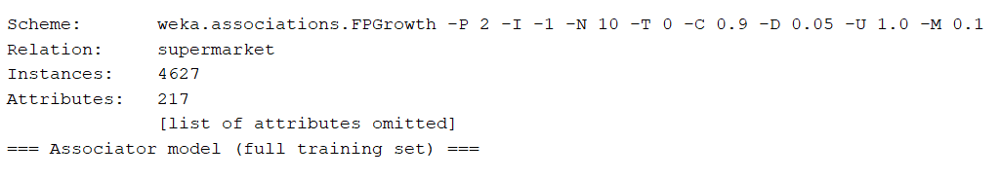 Scheme:       weka.associations.FPGrowth -P 2 -I -1 -N 10 -T 0 -C 0.9 -D 0.05 -U 1.0 -M 0.1
Relation:     supermarket
Instances:    4627
Attributes:   217
              [list of attributes omitted]
=== Associator model (full training set) ===